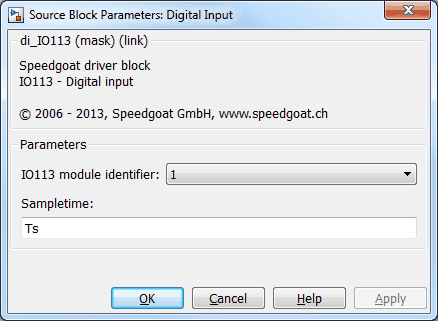 Source Block Parameters: Digital Input
di_IO113 (mask) (link)
Speedgoat driver block
IO113 - Digital input
© 2006 - 2013, Speedgoat GmbH, www.speedgoat.ch
Parameters
IO113 module identifier: 1
Sampletime:
Ts
OK Cancel Help Apply